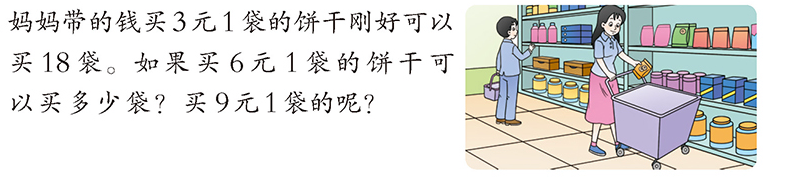 妈妈带的钱买3元1袋的饼干刚好可以
买18袋。如果买6元1袋的饼干可
以买多少袋？买9元1袋的呢？